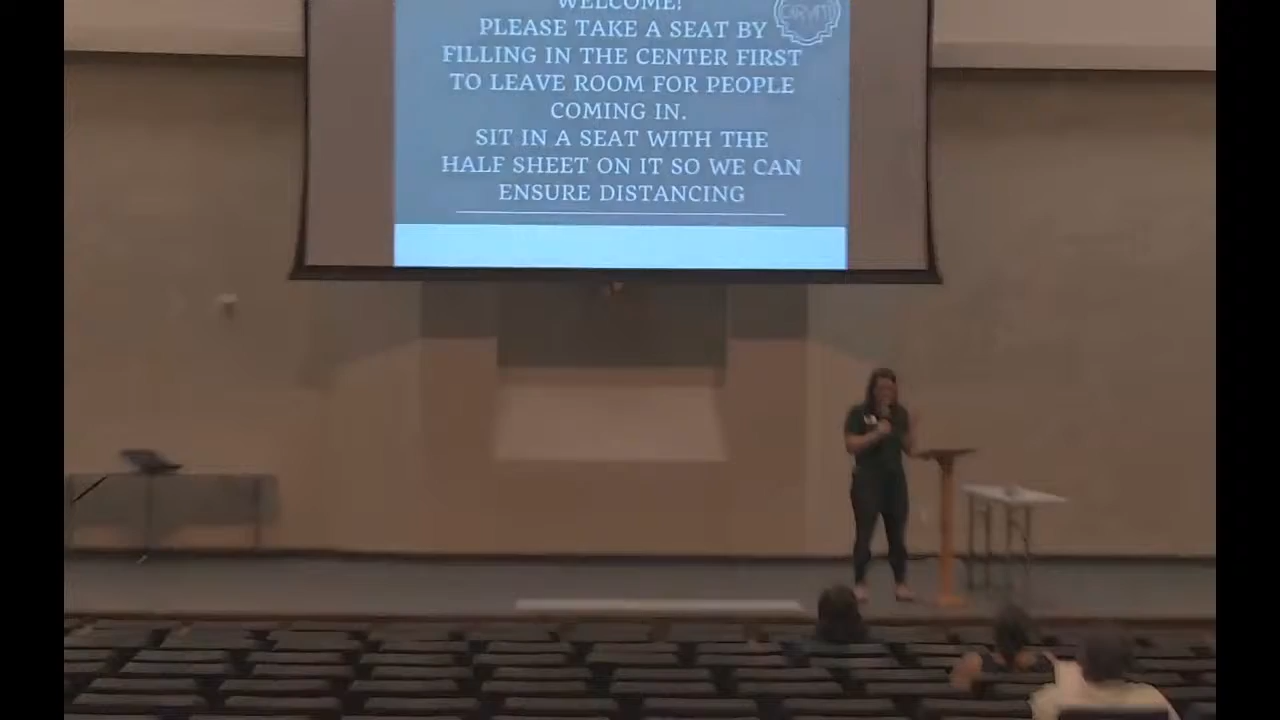 WELCOME!
PLEASE TAKE A SEAT BY
FILLING IN THE CENTER FIRST
TO LEAVE ROOM FOR PEOPLE
COMING IN.
SIT IN A SEAT WITH THE
HALF SHEET ON IT SO WE CAN
ENSURE DISTANCING